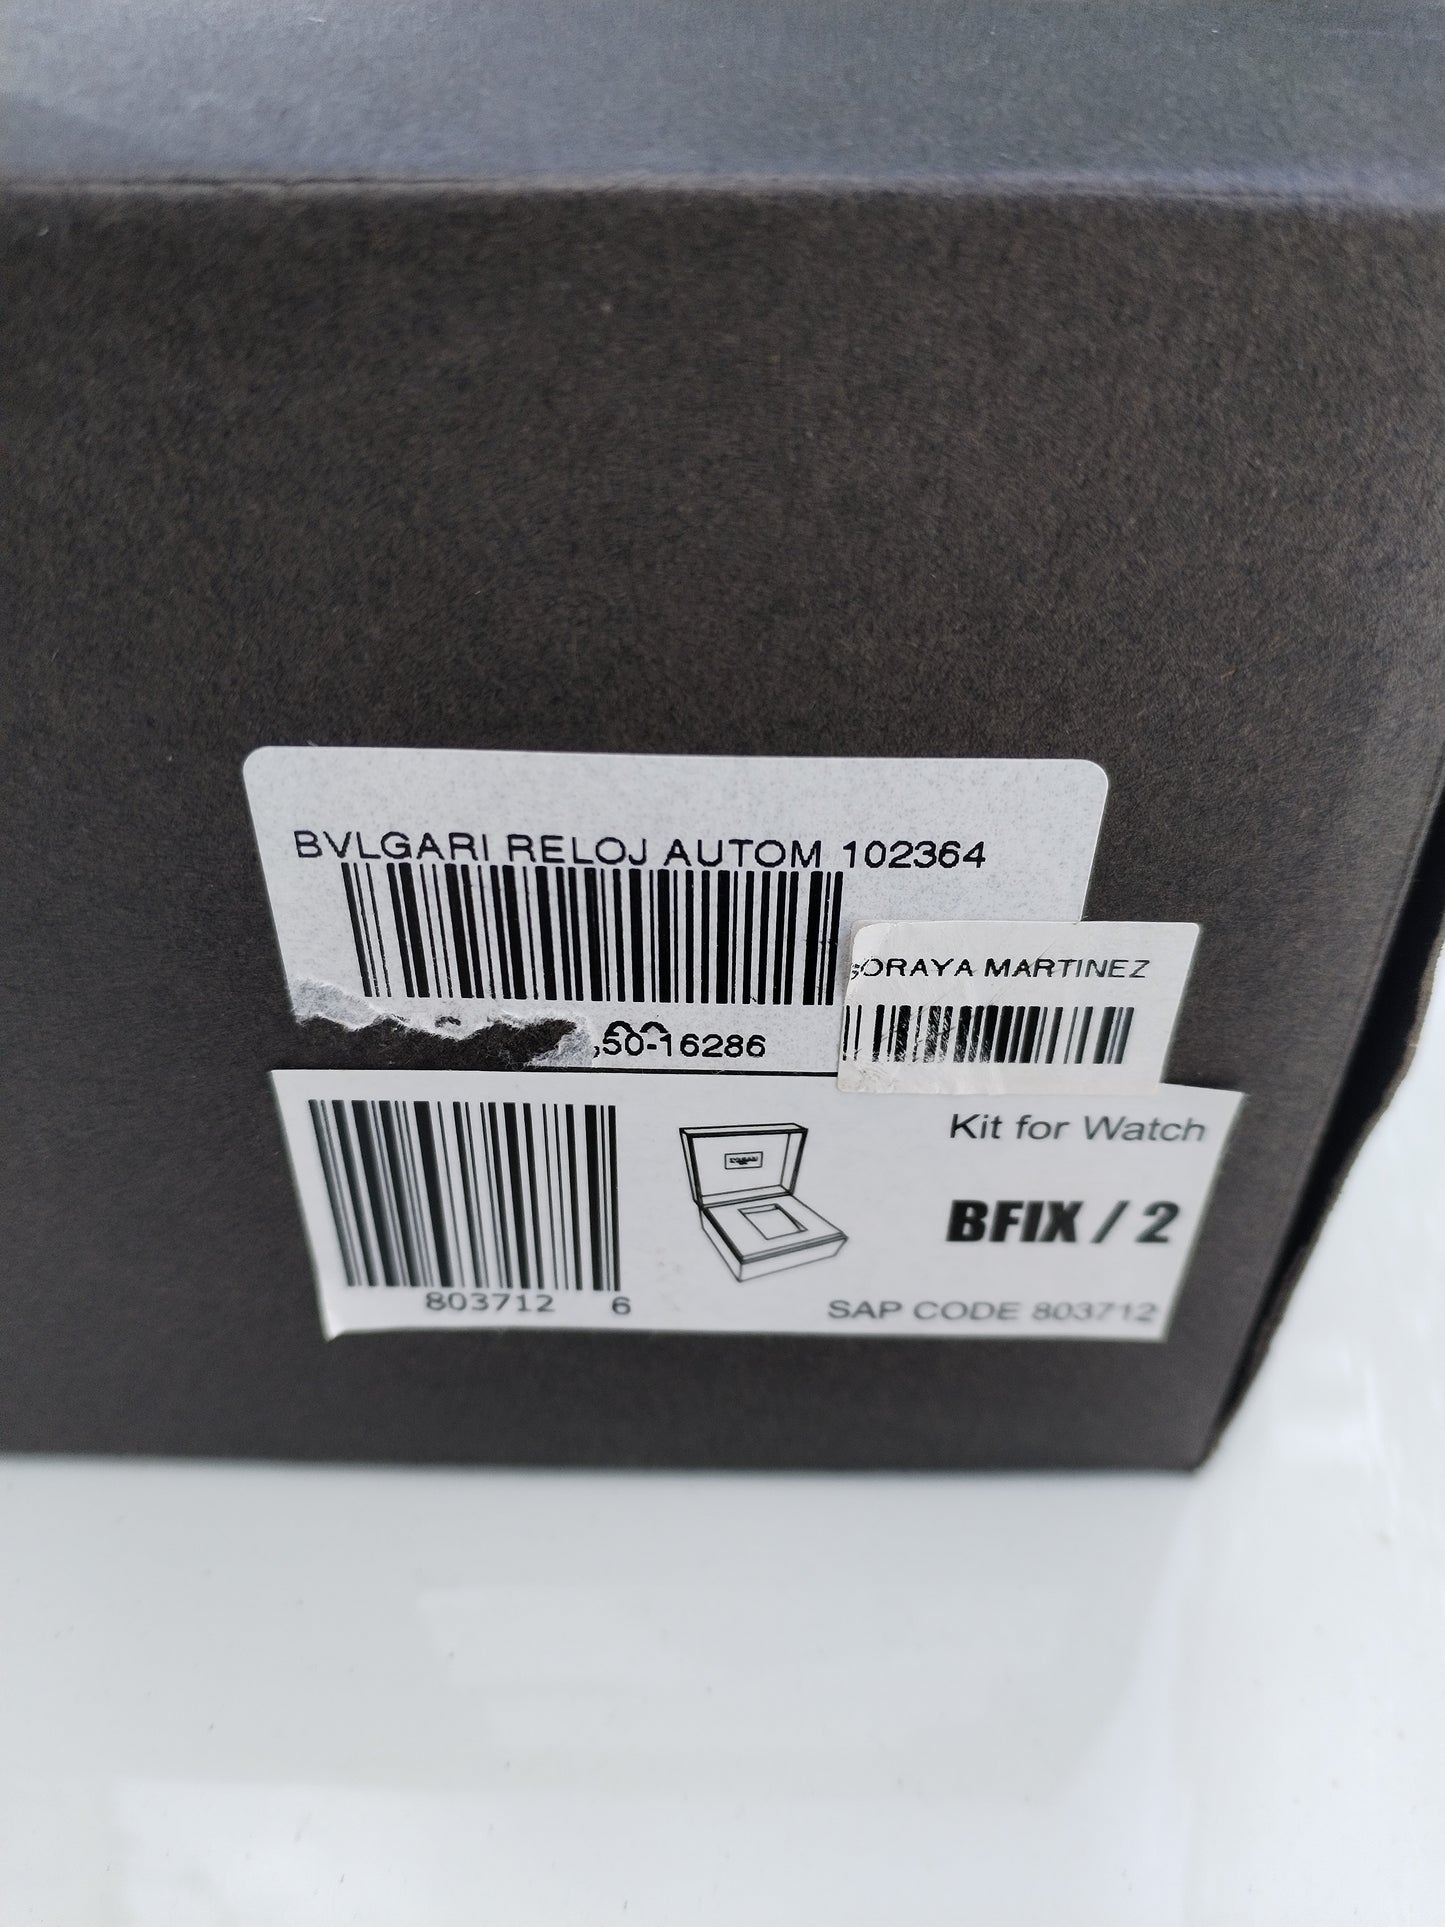 BVLGARI RELOJ AUTOM 102364
SORAYA MARTINEZ
,50-16286
Kit for Watch
BFIX / 2
803712 6
SAP CODE 803712